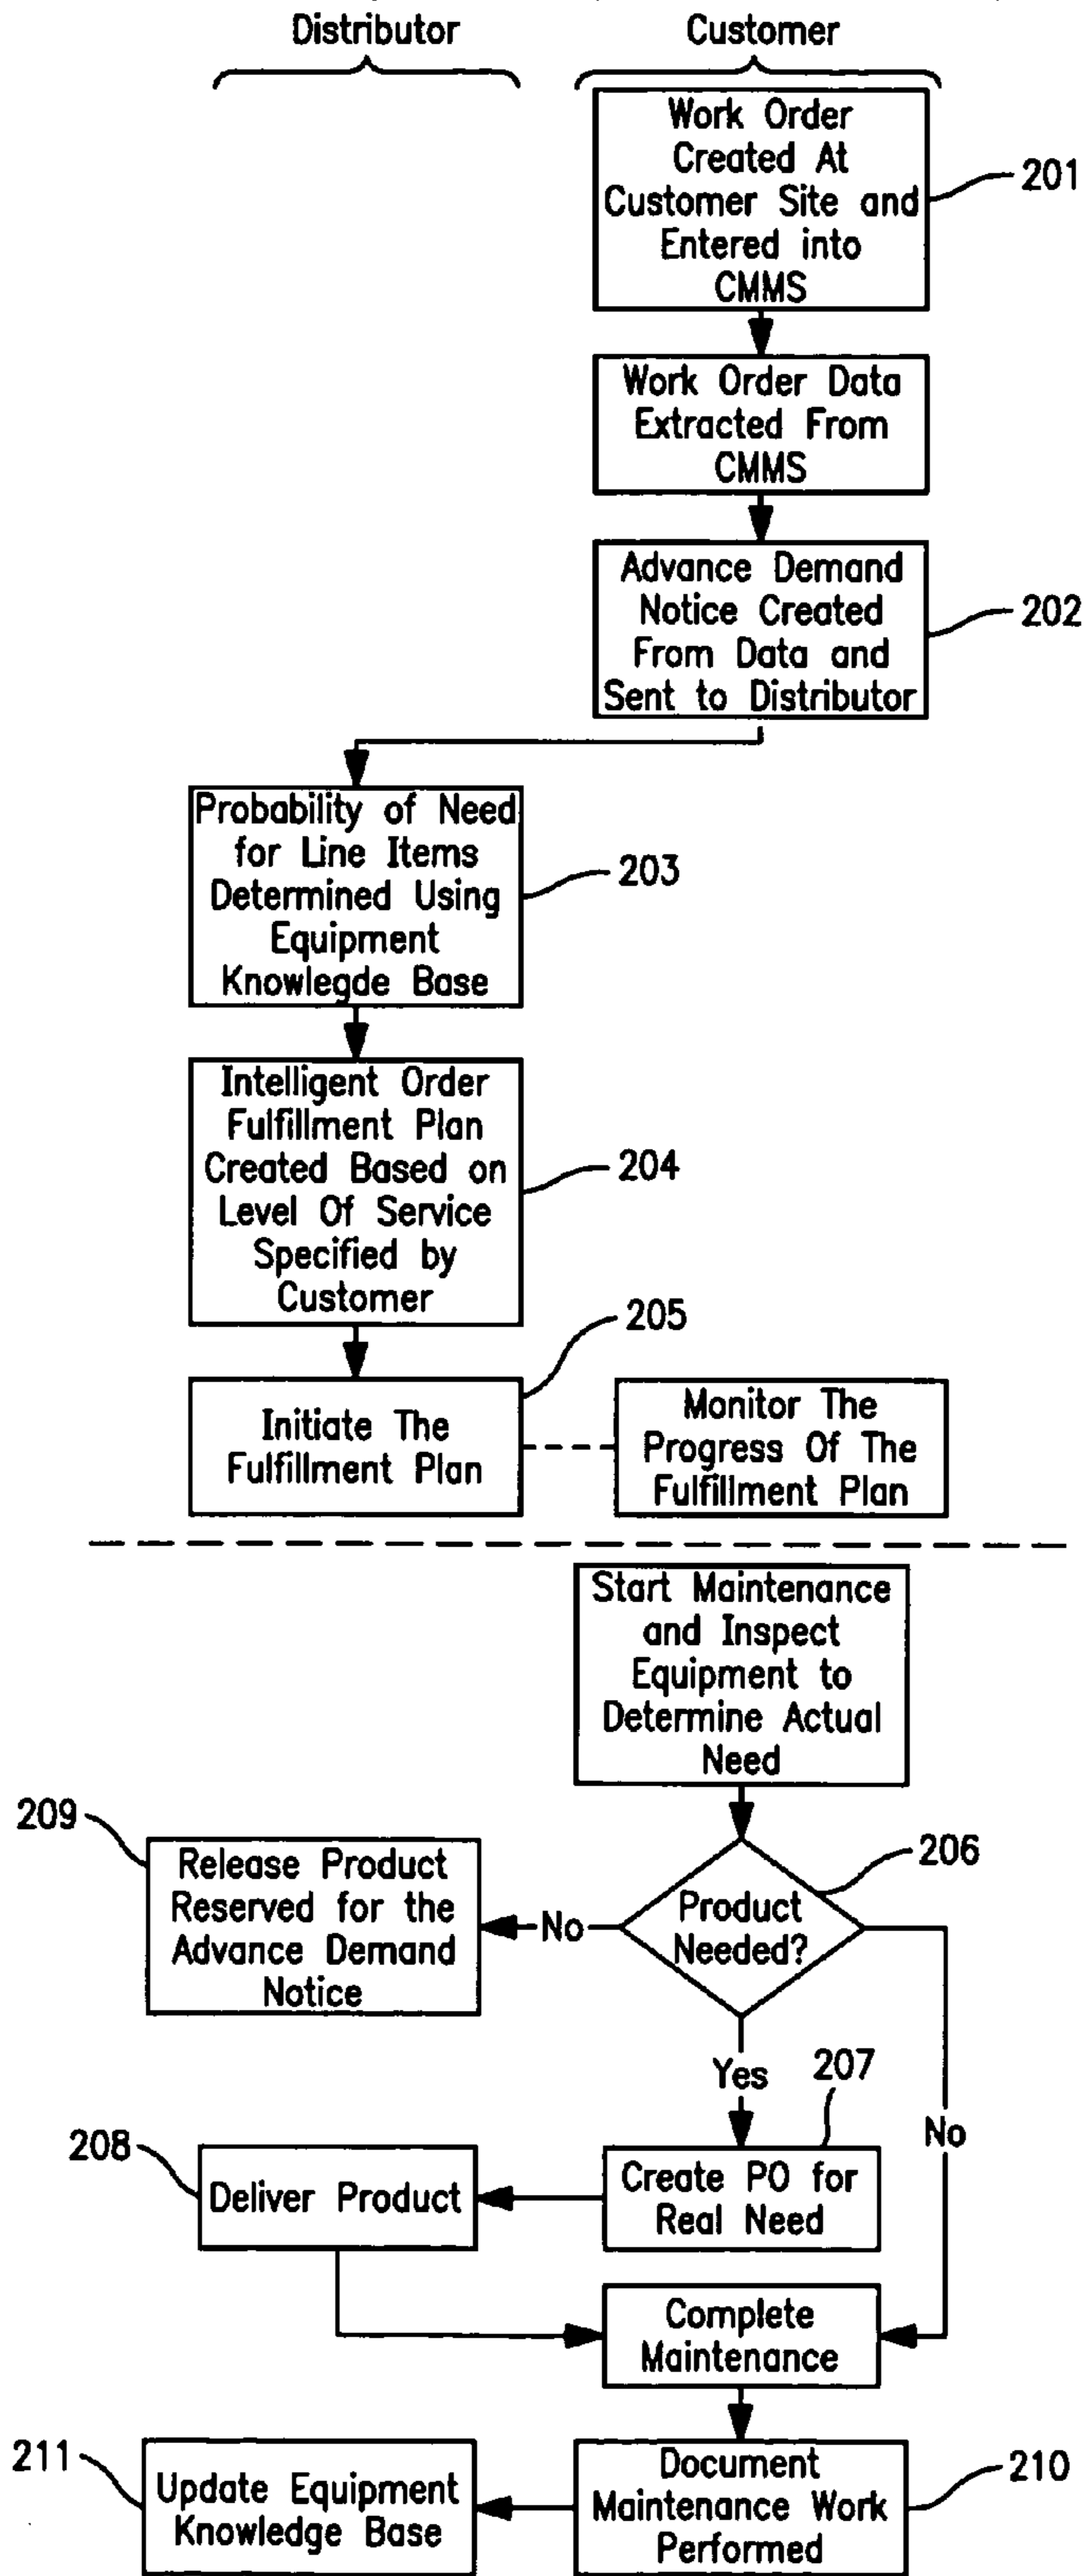 Distributor
Customer
Work Order
Created At
Customer Site and
Entered into
CMMS
201
Work Order Data
Extracted From
CMMS
Advance Demand
Notice Created
From Data and
Sent to Distributor
202
Probability of Need
for Line Items
Determined Using
Equipment
Knowlegde Base
203
Intelligent Order
Fulfillment Plan
Created Based on
Level Of Service
Specified by
Customer
204
205
Initiate The
Fulfillment Plan
Monitor The
Progress Of The
Fulfillment Plan
Start Maintenance
and Inspect
Equipment to
Determine Actual
Need
209
Release Product
Reserved for the
Advance Demand
Notice
No
Product
Needed?
206
Yes
207
No
208
Deliver Product
Create PO for
Real Need
Complete
Maintenance
211
Update Equipment
Knowledge Base
Document
Maintenance Work
Performed
210